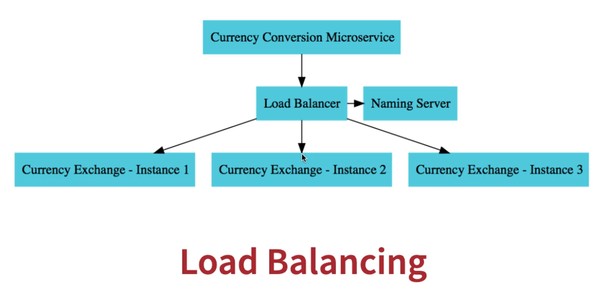 Currency Conversion Microservice
Load Balancer
Naming Server
Currency Exchange - Instance 1
Currency Exchange - Instance 2
Currency Exchange - Instance 3
Load Balancing